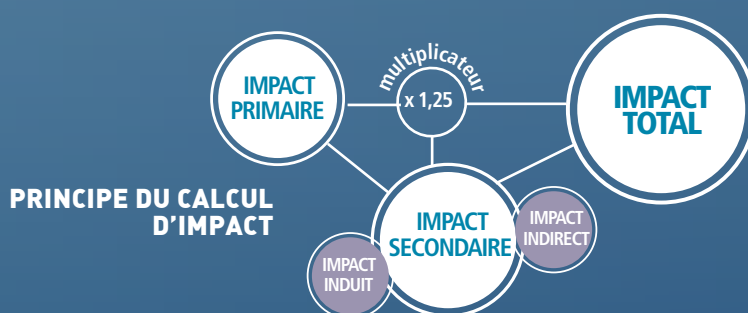 PRINCIPE DU CALCUL
D'IMPACT
IMPACT
PRIMAIRE
multiplicateur
x 1,25
IMPACT
TOTAL
IMPACT
SECONDAIRE
IMPACT
INDIRECT
IMPACT
INDUIT